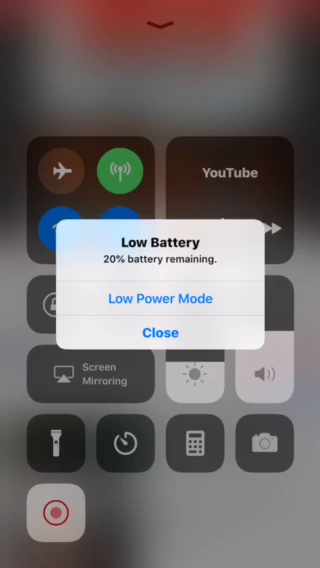 YouTube
Low Battery
20% battery remaining.
Low Power Mode
Close
Screen
Mirroring